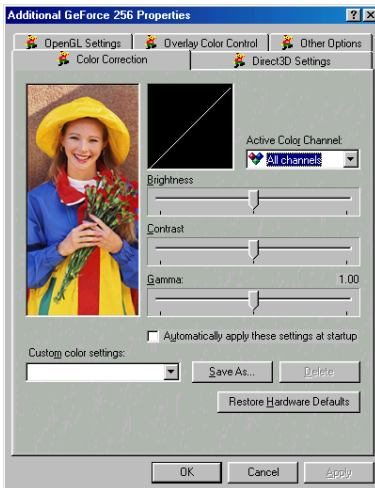 Additional GeForce 256 Properties
OpenGL Settings
Overlay Color Control
Other Options
Color Correction
Direct3D Settings
Active Color Channel:
All channels
Brightness
Contrast
Gamma: 1.00
Automatically apply these settings at startup
Custom color settings:
Save As...
Delete
Restore Hardware Defaults
OK
Cancel
Apply